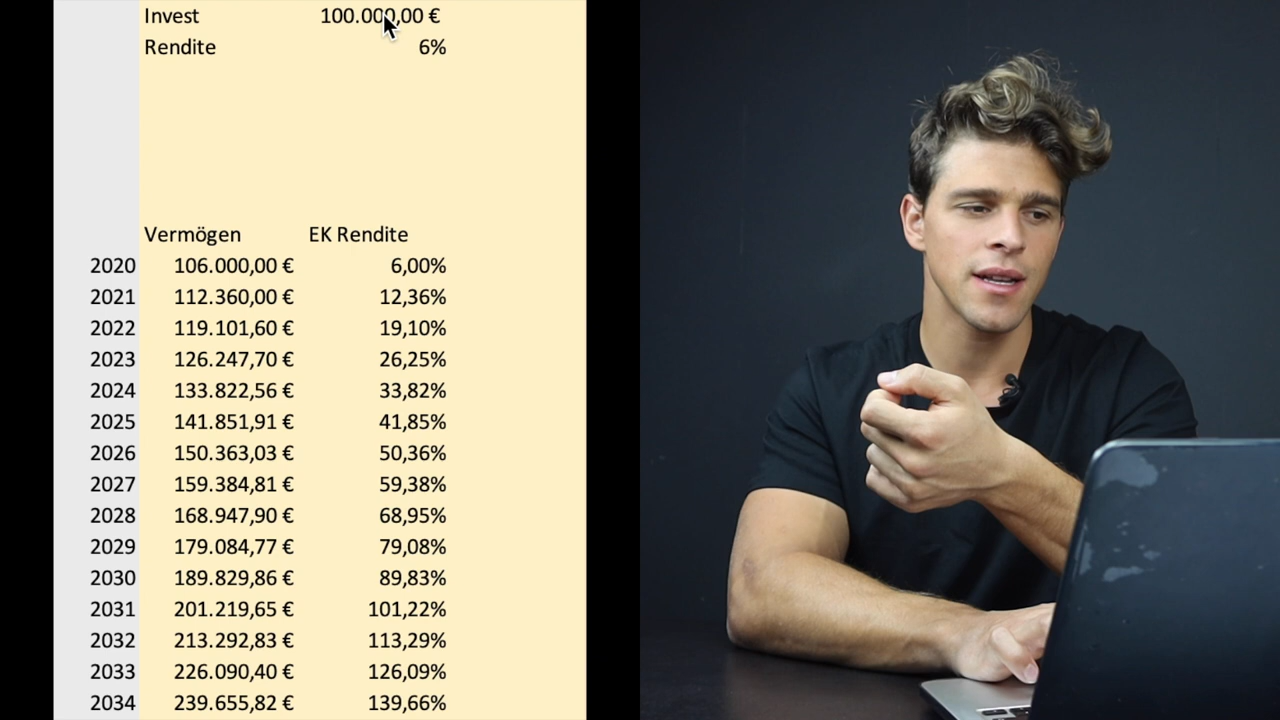 Invest 100.000,00 €
Rendite 6%
Vermögen EK Rendite
2020 106.000,00 € 6,00%
2021 112.360,00 € 12,36%
2022 119.101,60 € 19,10%
2023 126.247,70 € 26,25%
2024 133.822,56 € 33,82%
2025 141.851,91 € 41,85%
2026 150.363,03 € 50,36%
2027 159.384,81 € 59,38%
2028 168.947,90 € 68,95%
2029 179.084,77 € 79,08%
2030 189.829,86 € 89,83%
2031 201.219,65 € 101,22%
2032 213.292,83 € 113,29%
2033 226.090,40 € 126,09%
2034 239.655,82 € 139,66%